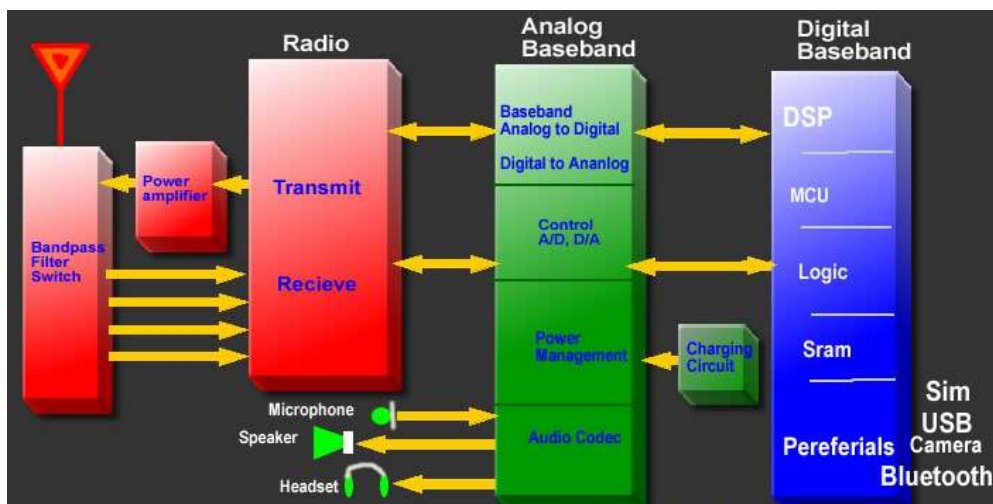 Radio
Analog
Baseband
Digital
Baseband
Bandpass
Filter
Switch
Power
amplifier
Transmit
Recieve
Baseband
Analog to Digital
Digital to Ananlog
Control
A/D, D/A
Power
Management
Audio Codec
Charging
Circuit
Microphone
Speaker
Headset
DSP
MCU
Logic
Sram
Pereferials
Sim
USB
Camera
Bluetooth